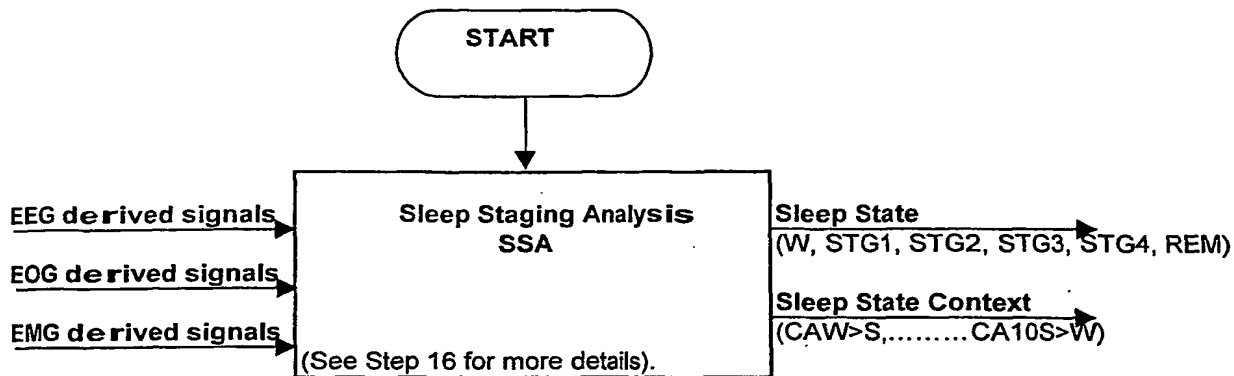 START
EEG derived signals
EOG derived signals
EMG derived signals
Sleep Staging Analysis
SSA
(See Step 16 for more details).
Sleep State
(W, STG1, STG2, STG3, STG4, REM)
Sleep State Context
(CAW>S,.........CA10S>W)